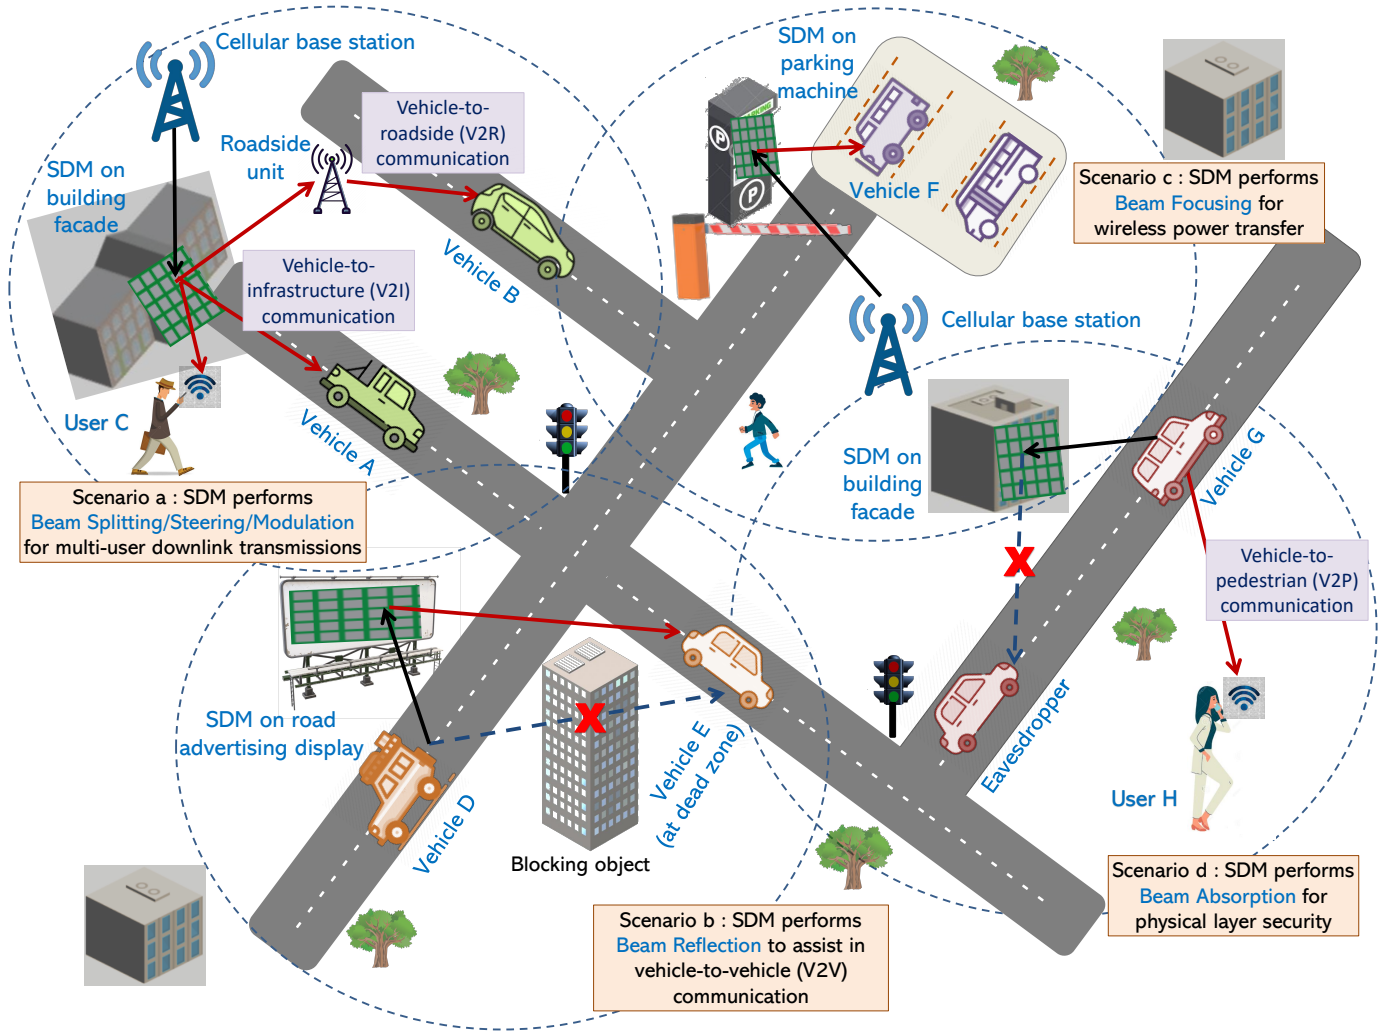 Cellular base station
SDM on
building
facade
Roadside
unit
Vehicle-to-
roadside (V2R)
communication
Vehicle B
Vehicle-to-
infrastructure (V2I)
communication
User C
Vehicle A
Scenario a : SDM performs
Beam Splitting/Steering/Modulation
for multi-user downlink transmissions
SDM on
parking
machine
PARKING
P
P
Vehicle F
Scenario c : SDM performs
Beam Focusing for
wireless power transfer
Cellular base station
SDM on
building
facade
Vehicle G
Vehicle-to-
pedestrian (V2P)
communication
X
Eavesdropper
User H
Scenario d : SDM performs
Beam Absorption for
physical layer security
SDM on road
advertising display
Vehicle D
X
Blocking object
Vehicle E
(at dead zone)
Scenario b : SDM performs
Beam Reflection to assist in
vehicle-to-vehicle (V2V)
communication